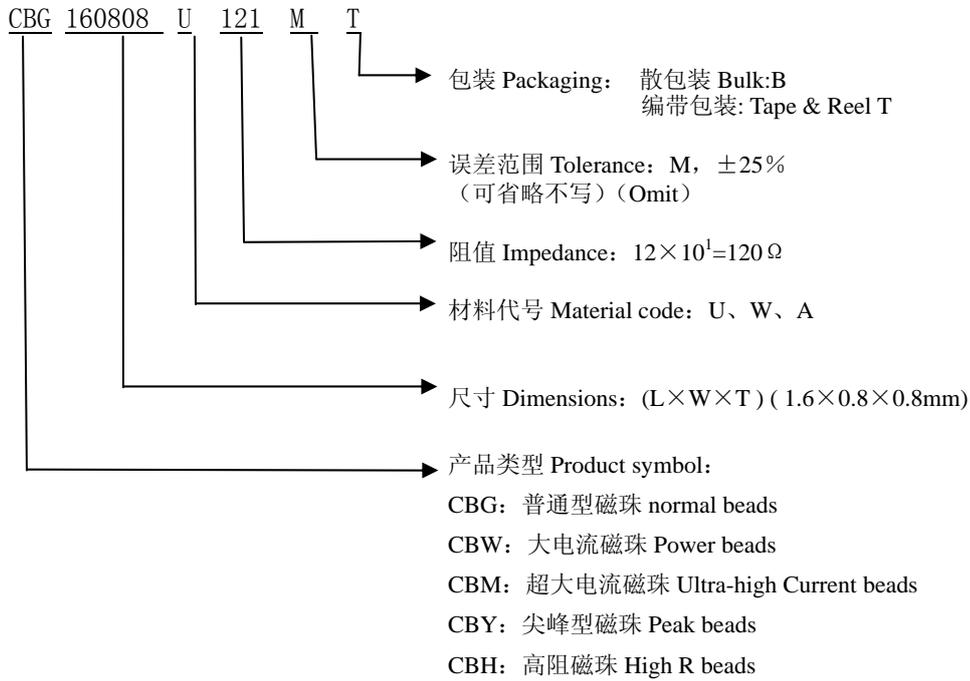 CBG 160808 U 121 M T
包装 Packaging： 散包装 Bulk:B
编带包装: Tape & Reel T
误差范围 Tolerance：M，±25％
（可省略不写）（Omit）
阻值 Impedance：12×10¹=120Ω
材料代号 Material code：U、W、A
尺寸 Dimensions：(L×W×T ) ( 1.6×0.8×0.8mm)
产品类型 Product symbol：
CBG：普通型磁珠 normal beads
CBW：大电流磁珠 Power beads
CBM：超大电流磁珠 Ultra-high Current beads
CBY：尖峰型磁珠 Peak beads
CBH：高阻磁珠 High R beads